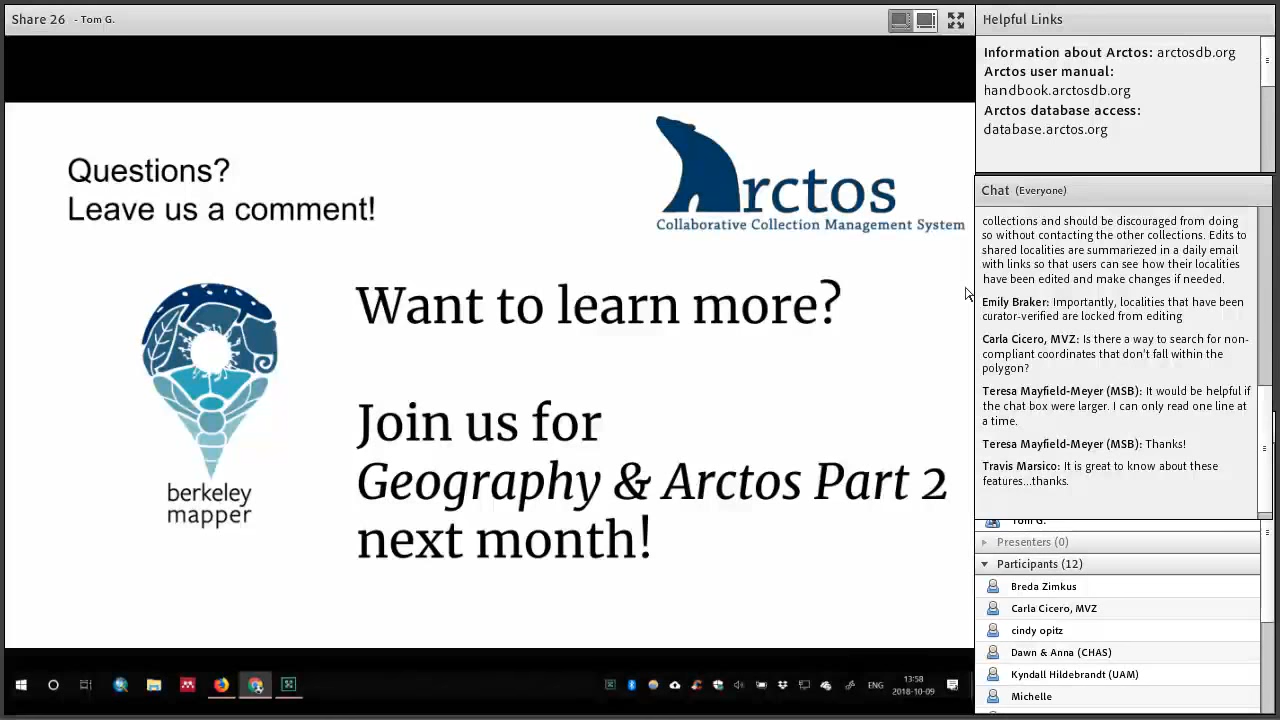 Share 26 - Tom G.
Questions?
Leave us a comment!
Arctos
Collaborative Collection Management System
Want to learn more?
Join us for
Geography & Arctos Part 2
next month!
berkeley
mapper
ENG
13:58
2018-10-09
Helpful Links
Information about Arctos: arctosdb.org
Arctos user manual:
handbook.arctosdb.org
Arctos database access:
database.arctos.org
Chat (Everyone)
collections and should be discouraged from doing
so without contacting the other collections. Edits to
shared localities are summariezed in a daily email
with links so that users can see how their localities
have been edited and make changes if needed.
Emily Braker: Importantly, localities that have been
curator-verified are locked from editing
Carla Cicero, MVZ: Is there a way to search for non-
compliant coordinates that don't fall within the
polygon?
Teresa Mayfield-Meyer (MSB): It would be helpful if
the chat box were larger. I can only read one line at
a time.
Teresa Mayfield-Meyer (MSB): Thanks!
Travis Marsico: It is great to know about these
features...thanks.
Tom G.
Presenters (0)
Participants (12)
Breda Zimkus
Carla Cicero, MVZ
cindy opitz
Dawn & Anna (CHAS)
Kyndall Hildebrandt (UAM)
Michelle